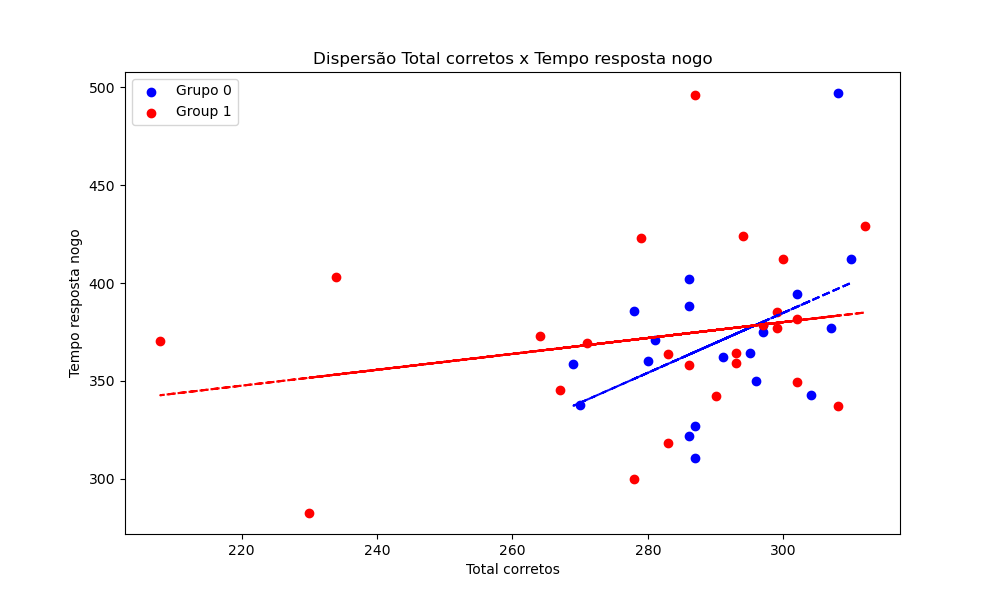 Dispersão Total corretos x Tempo resposta nogo
Grupo 0
Group 1
500
450
400
350
300
Tempo resposta nogo
220
240
260
280
300
Total corretos